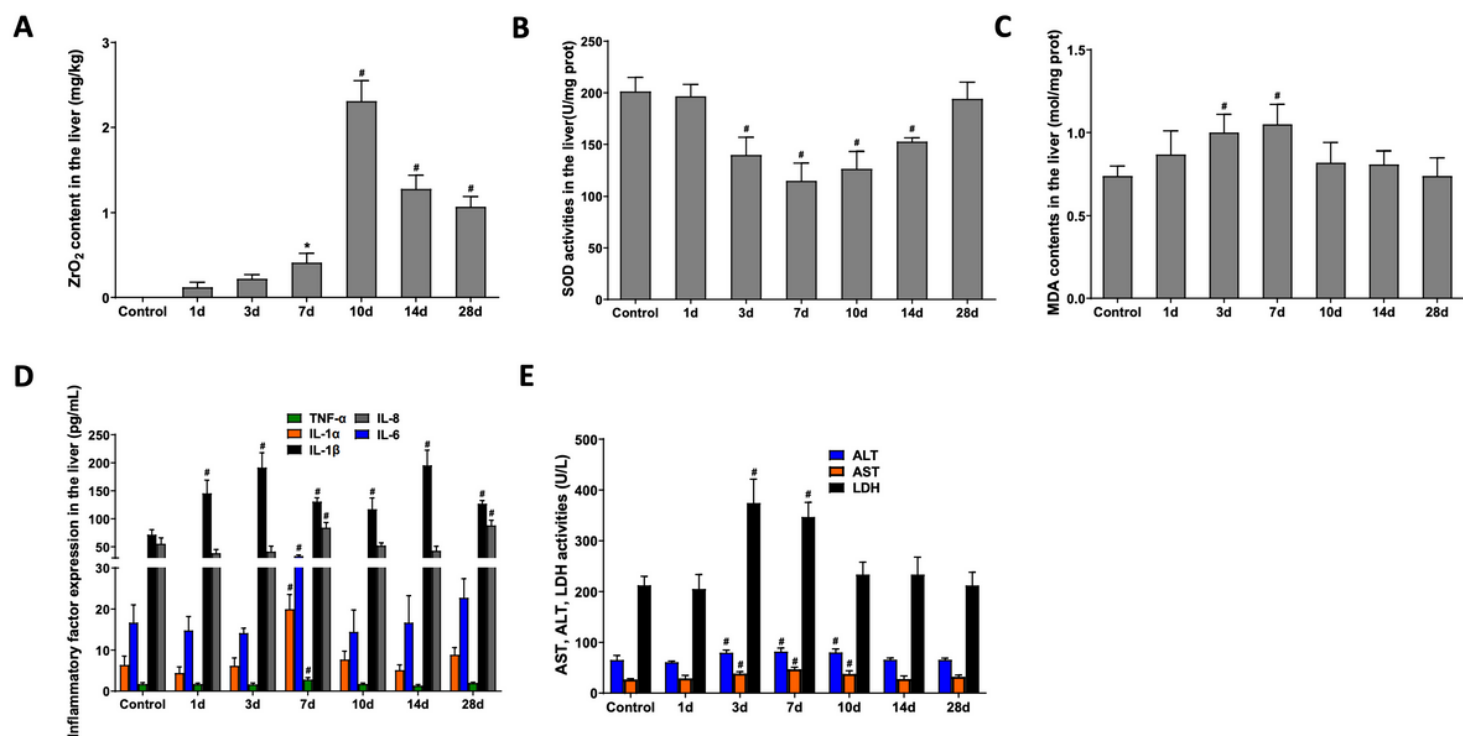 A
ZrO2 content in the liver (mg/kg)
3
2
1
0
#
#
#
*
Control 1d 3d 7d 10d 14d 28d
B
SOD activities in the liver(U/mg prot)
250
200
150
100
50
0
# # # #
Control 1d 3d 7d 10d 14d 28d
C
MDA contents in the liver (mol/mg prot)
1.5
1.0
0.5
0.0
# #
Control 1d 3d 7d 10d 14d 28d
D
Inflammatory factor expression in the liver (pg/mL)
TNF-α IL-8
IL-1α IL-6
IL-1β
250
200
150
100
50
30
20
10
0
# # # # # # # # # # #
Control 1d 3d 7d 10d 14d 28d
E
AST, ALT, LDH activities (U/L)
ALT
AST
LDH
500
400
300
200
100
0
# # # # # # # #
Control 1d 3d 7d 10d 14d 28d